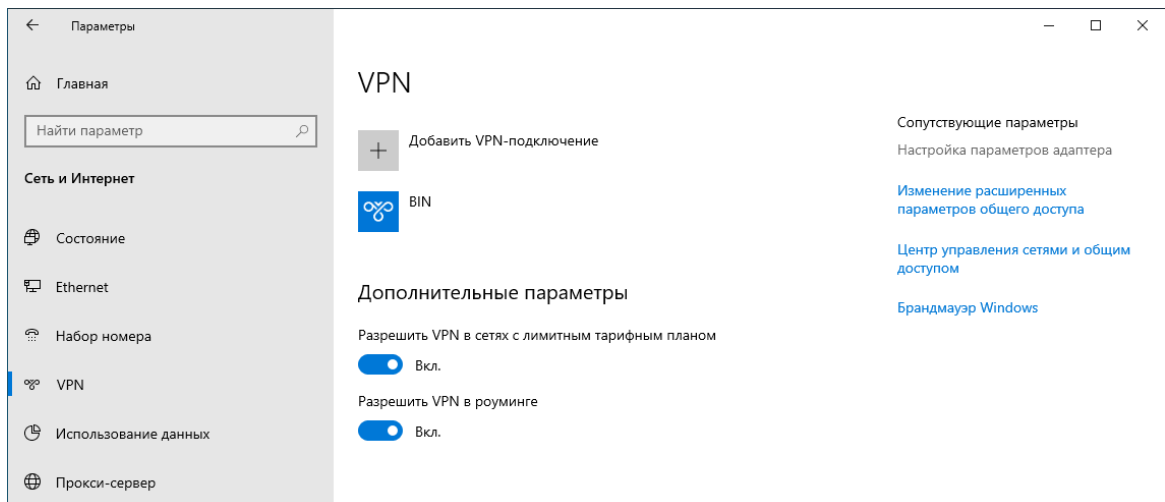 Параметры
Главная
Найти параметр
Сеть и Интернет
Состояние
Ethernet
Набор номера
VPN
Использование данных
Прокси-сервер
VPN
Добавить VPN-подключение
BIN
Дополнительные параметры
Разрешить VPN в сетях с лимитным тарифным планом
Вкл.
Разрешить VPN в роуминге
Вкл.
Сопутствующие параметры
Настройка параметров адаптера
Изменение расширенных
параметров общего доступа
Центр управления сетями и общим
доступом
Брандмауэр Windows